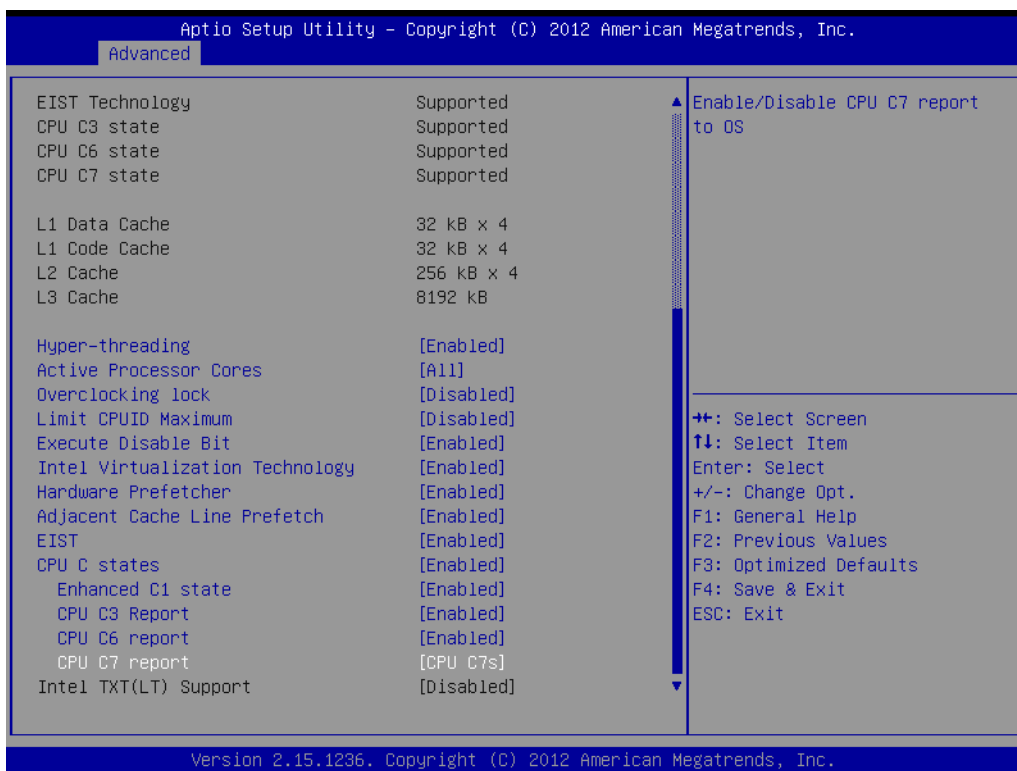 Aptio Setup Utility – Copyright (C) 2012 American Megatrends, Inc.
Advanced
EIST Technology Supported
CPU C3 state Supported
CPU C6 state Supported
CPU C7 state Supported
L1 Data Cache 32 kB x 4
L1 Code Cache 32 kB x 4
L2 Cache 256 kB x 4
L3 Cache 8192 kB
Hyper-threading [Enabled]
Active Processor Cores [All]
Overclocking lock [Disabled]
Limit CPUID Maximum [Disabled]
Execute Disable Bit [Enabled]
Intel Virtualization Technology [Enabled]
Hardware Prefetcher [Enabled]
Adjacent Cache Line Prefetch [Enabled]
EIST [Enabled]
CPU C states [Enabled]
Enhanced C1 state [Enabled]
CPU C3 Report [Enabled]
CPU C6 report [Enabled]
CPU C7 report [CPU C7s]
Intel TXT(LT) Support [Disabled]
Enable/Disable CPU C7 report
to OS
→←: Select Screen
↑↓: Select Item
Enter: Select
+/-: Change Opt.
F1: General Help
F2: Previous Values
F3: Optimized Defaults
F4: Save & Exit
ESC: Exit
Version 2.15.1236. Copyright (C) 2012 American Megatrends, Inc.